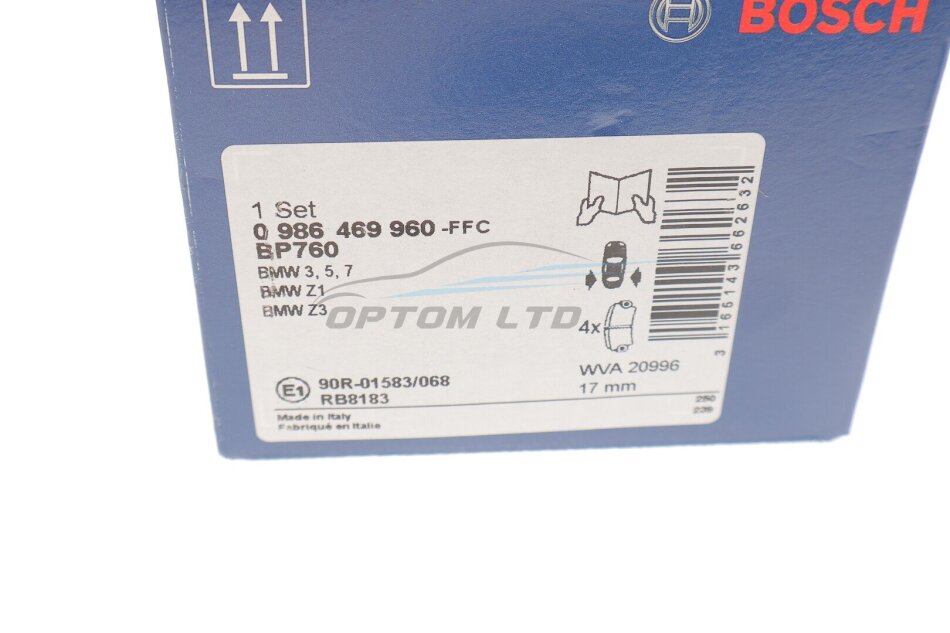 BOSCH
1 Set
0 986 469 960 -FFC
BP760
BMW 3, 5, 7
BMW Z1
BMW Z3
OPTOM LTD.
4x
WVA 20996
17 mm
E1
90R-01583/068
RB8183
Made in Italy
Fabriqué en Italie
250
239
3 165143 662632